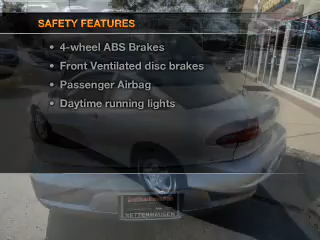 SAFETY FEATURES
• 4-wheel ABS Brakes
• Front Ventilated disc brakes
• Passenger Airbag
• Daytime running lights